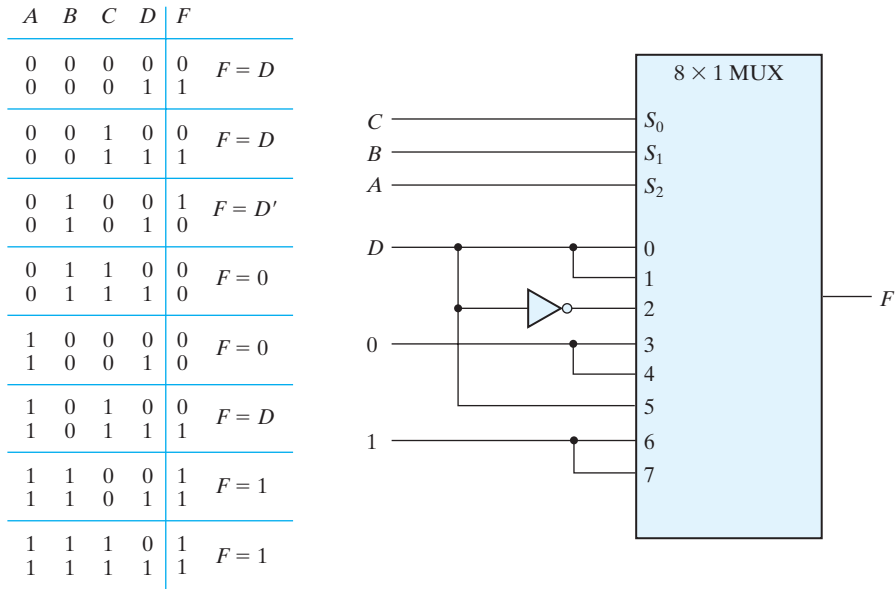 A B C D F
0 0 0 0 0
F = D
0 0 0 1 1
0 0 1 0 0
F = D
0 0 1 1 1
0 1 0 0 1
F = D′
0 1 0 1 0
0 1 1 0 0
F = 0
0 1 1 1 0
1 0 0 0 0
F = 0
1 0 0 1 0
1 0 1 0 0
F = D
1 0 1 1 1
1 1 0 0 1
F = 1
1 1 0 1 1
1 1 1 0 1
F = 1
1 1 1 1 1
8 × 1 MUX
C S₀
B S₁
A S₂
D 0
1
2
F
0 3
4
5
1 6
7